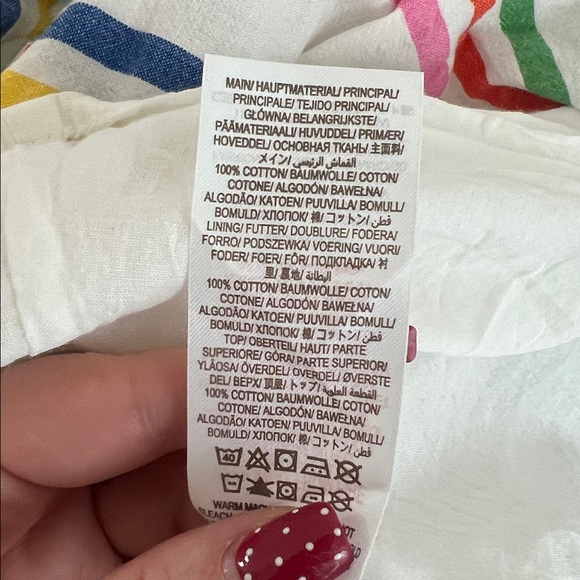 MAIN/ HAUPTMATERIAL/ PRINCIPAL/
PRINCIPALE/ TEJIDO PRINCIPAL/
GŁÓWNA/ BELANGRIJKSTE/
PÄÄMATERIAALI/ HUVUDDEL/ PRIMÆR/
HOVEDDEL/ ОСНОВНАЯ ТКАНЬ/ 主面料/
メイン/ القماش الرئيسي/
100% COTTON/ BAUMWOLLE/ COTON/
COTONE/ ALGODÓN/ BAWEŁNA/
ALGODÃO/ KATOEN/ PUUVILLA/ BOMULL/
BOMULD/ ХЛОПОК/ 棉/ コットン/ قطن/
LINING/ FUTTER/ DOUBLURE/ FODERA/
FORRO/ PODSZEWKA/ VOERING/ VUORI/
FODER/ FOER/ FÔR/ ПОДКЛАДКА/ 衬
里/ 裏地/ البطانة/
100% COTTON/ BAUMWOLLE/ COTON/
COTONE/ ALGODÓN/ BAWEŁNA/
ALGODÃO/ KATOEN/ PUUVILLA/ BOMULL/
BOMULD/ ХЛОПОК/ 棉/ コットン/ قطن/
TOP/ OBERTEIL/ HAUT/ PARTE
SUPERIORE/ GÓRA/ PARTE SUPERIOR/
YLÄOSA/ ÖVERDEL/ OVERDEL/ ØVERSTE
DEL/ ВЕРХ/ 顶层/ トップ/ القطعة العلوية/
100% COTTON/ BAUMWOLLE/ COTON/
COTONE/ ALGODÓN/ BAWEŁNA/
ALGODÃO/ KATOEN/ PUUVILLA/ BOMULL/
BOMULD/ ХЛОПОК/ 棉/ コットン/ قطن/
40
WARM
BLEACH